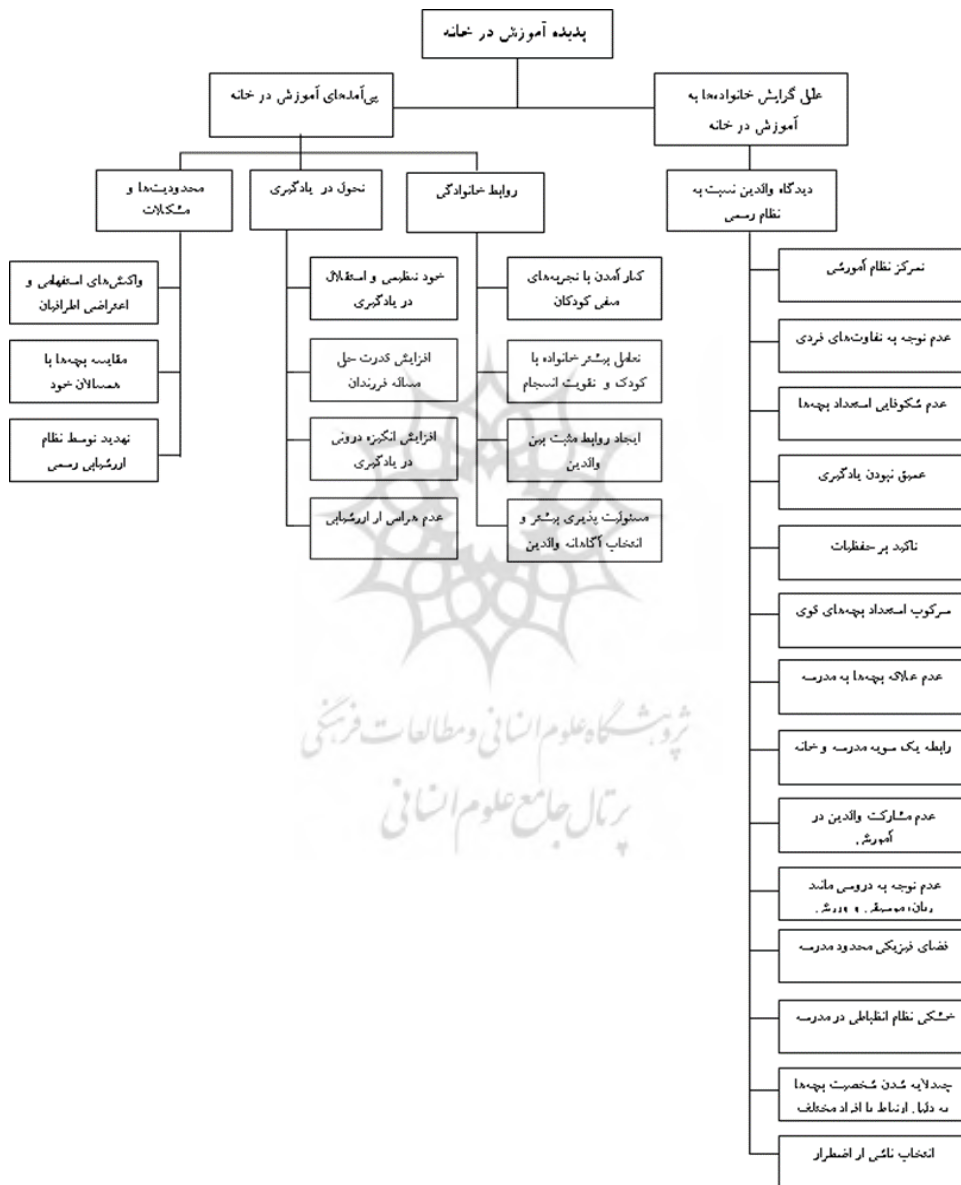 پدیده آموزش در خانه
علل گرایش خانواده‌ها به
آموزش در خانه
پی‌آمدهای آموزش در خانه
دیدگاه والدین نسبت به
نظام رسمی
روابط خانوادگی
تحول در یادگیری
محدودیت‌ها و
مشکلات
تمرکز نظام آموزشی
عدم توجه به تفاوت‌های فردی
عدم شکوفایی استعداد بچه‌ها
عمیق نبودن یادگیری
تاکید بر حفظیات
سرکوب استعداد بچه‌های قوی
عدم علاقه بچه‌ها به مدرسه
رابطه یک سویه مدرسه و خانه
عدم مشارکت والدین در
آموزش
عدم توجه به دروسی مانند
زبان، موسیقی و ورزش
فضای فیزیکی محدود مدرسه
خشکی نظام انظباطی در مدرسه
چندلایه شدن شخصیت بچه‌ها
به دلیل ارتباط با افراد مختلف
انتخاب ناشی از اضطرار
کنار آمدن با تجربه‌های
منفی کودکان
تعامل بیشتر خانواده با
کودک و تقویت انسجام
ایجاد روابط مثبت بین
والدین
مسئولیت پذیری بیشتر و
انتخاب آگاهانه والدین
خود تنظیمی و استقلال
در یادگیری
افزایش قدرت حل
مساله فرزندان
افزایش انگیزه درونی
در یادگیری
عدم هراس از ارزشیابی
واکنش‌های استفهامی و
اعتراضی اطرافیان
مقایسه بچه‌ها با
همسالان خود
تهدید توسط نظام
ارزشیابی رسمی
پژوهشگاه علوم انسانی و مطالعات فرهنگی
پرتال جامع علوم انسانی